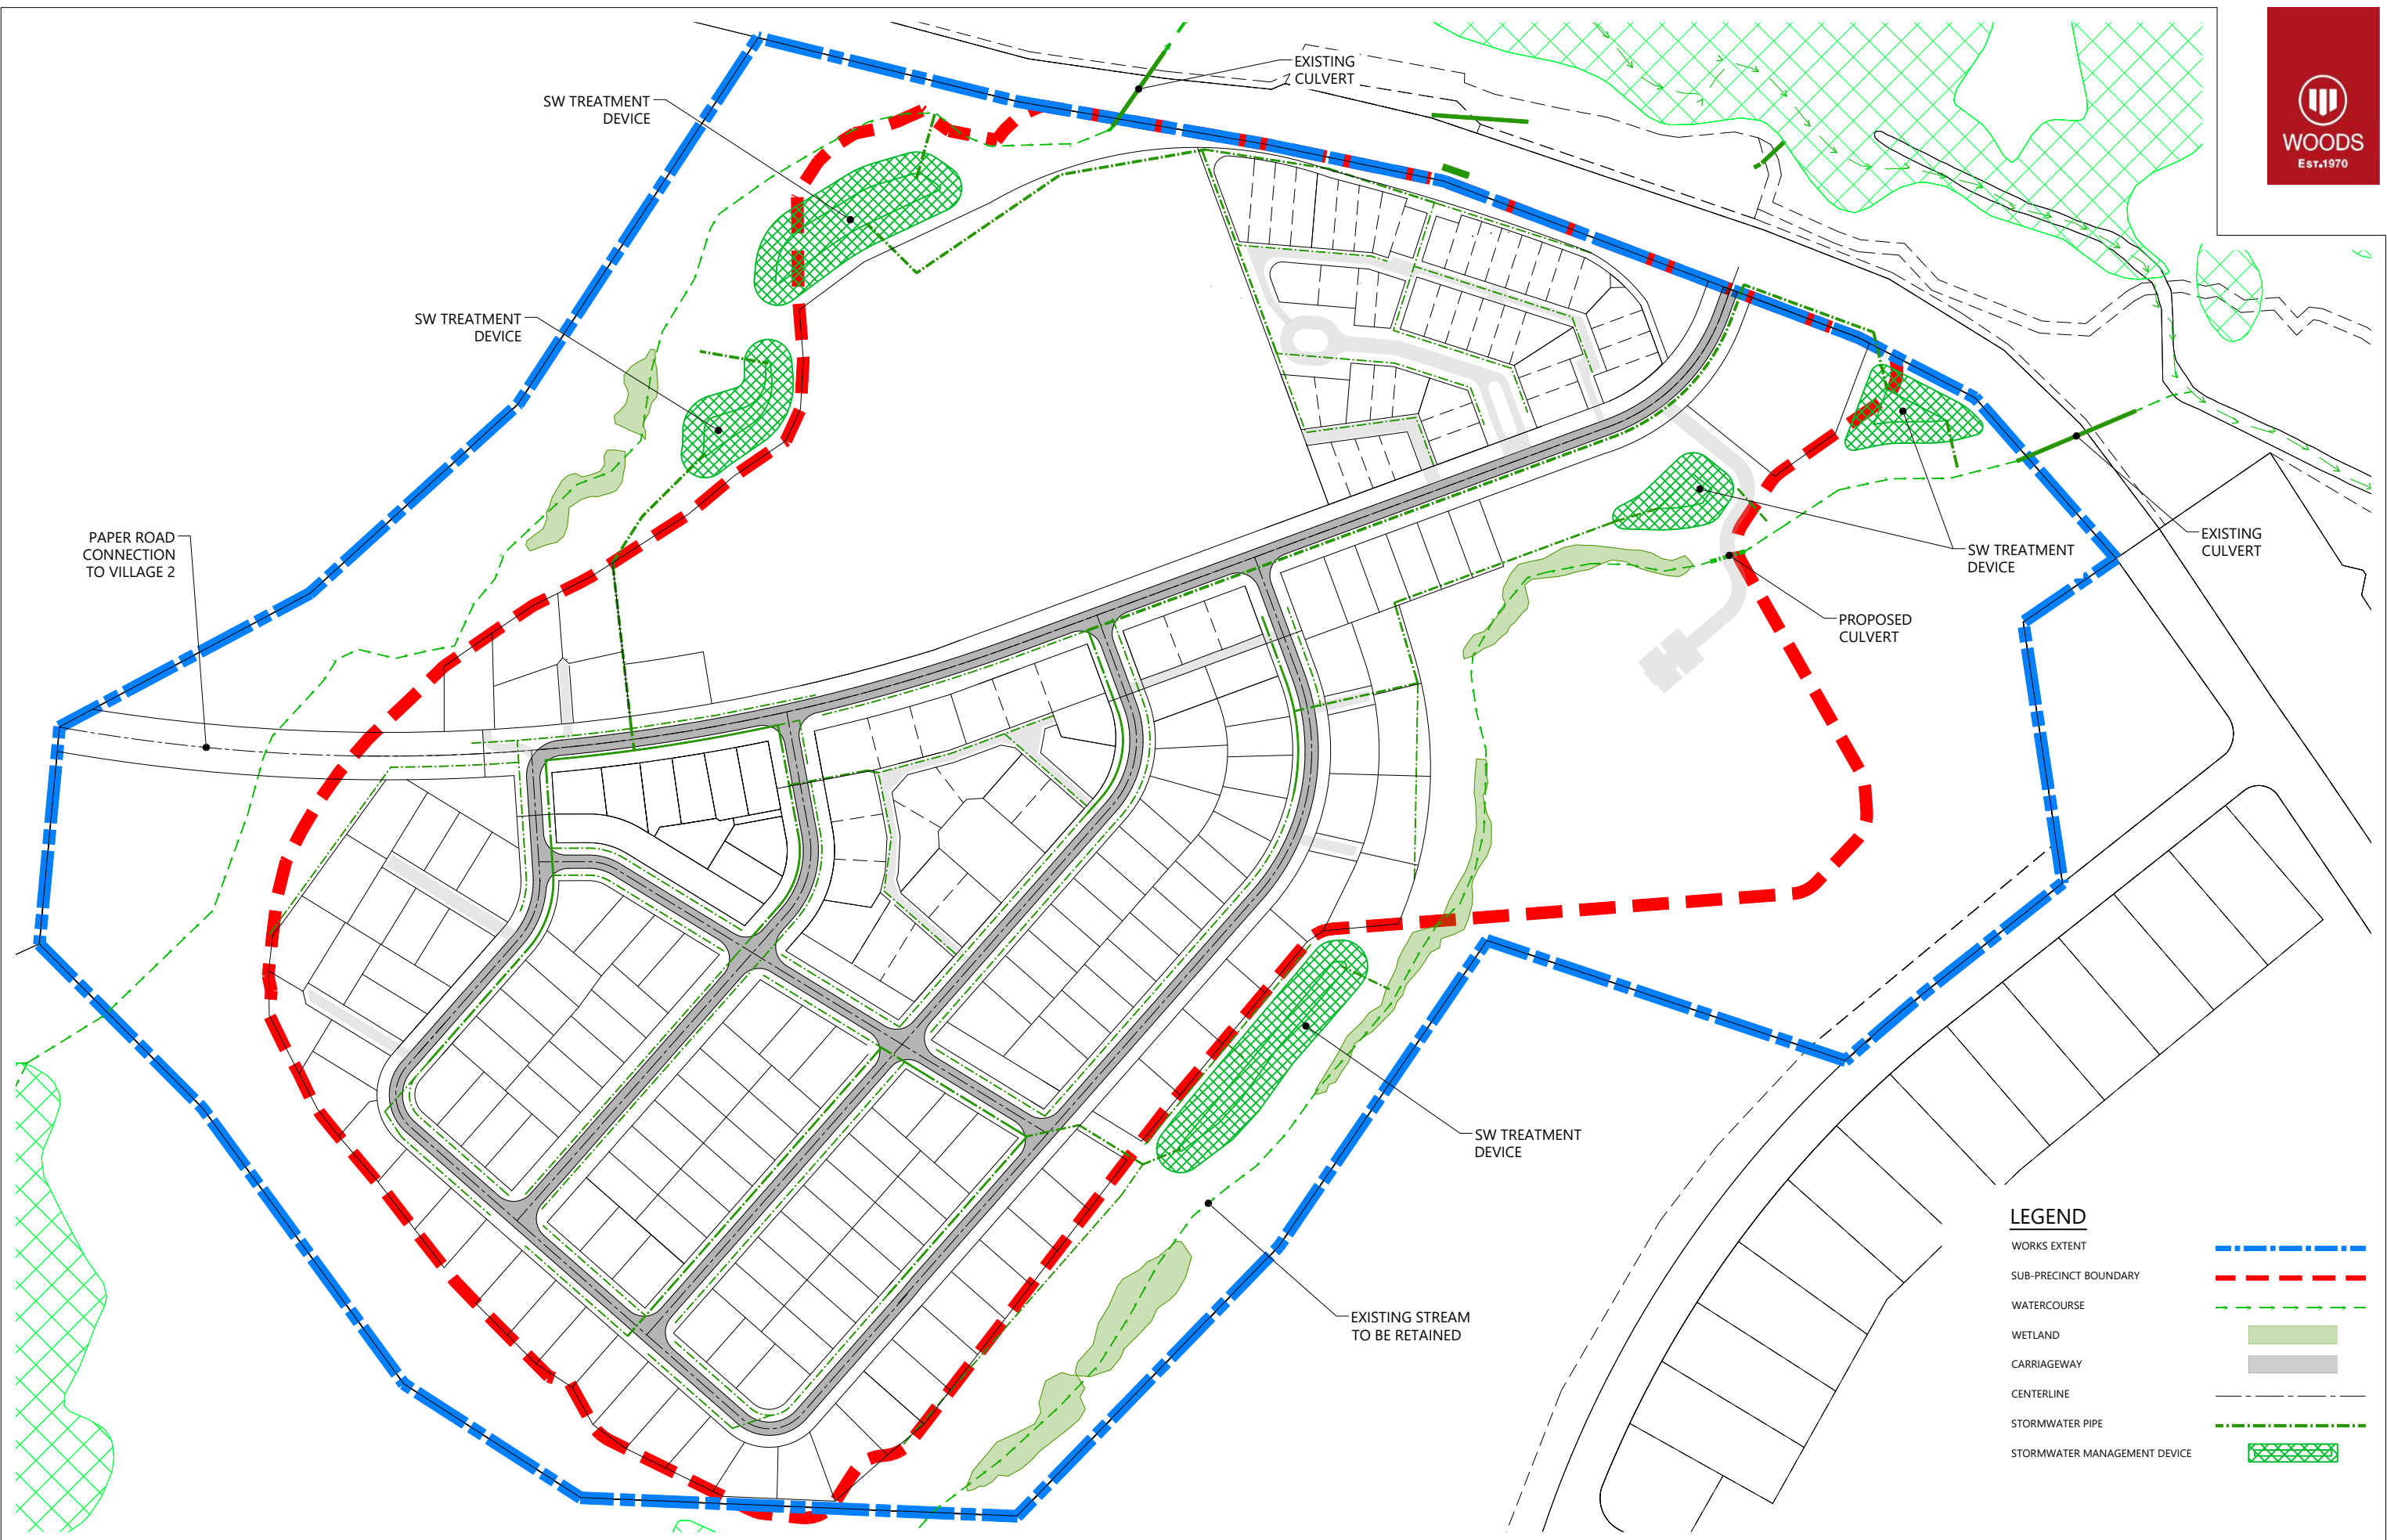 WOODS
EST.1970
EXISTING
CULVERT
SW TREATMENT
DEVICE
SW TREATMENT
DEVICE
PAPER ROAD
CONNECTION
TO VILLAGE 2
EXISTING
CULVERT
SW TREATMENT
DEVICE
PROPOSED
CULVERT
SW TREATMENT
DEVICE
EXISTING STREAM
TO BE RETAINED
LEGEND
WORKS EXTENT
SUB-PRECINCT BOUNDARY
WATERCOURSE
WETLAND
CARRIAGEWAY
CENTERLINE
STORMWATER PIPE
STORMWATER MANAGEMENT DEVICE